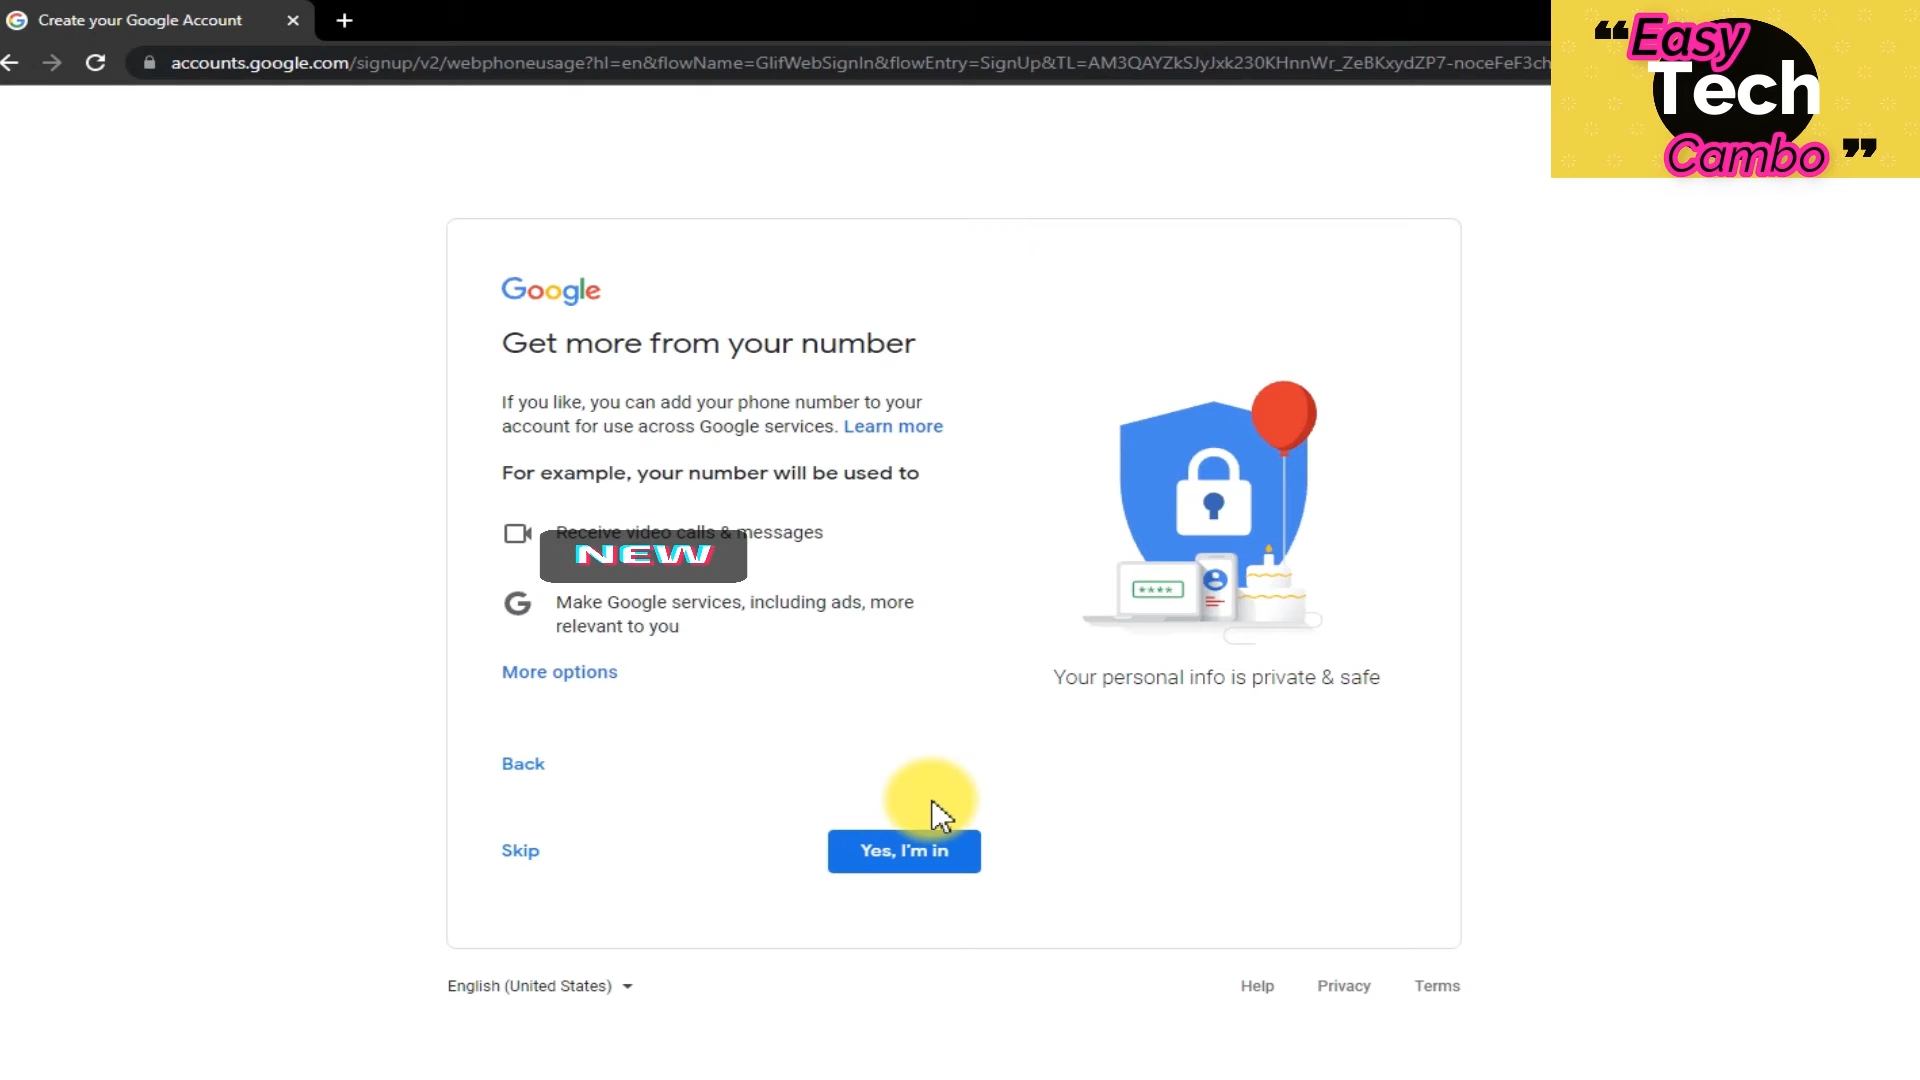 Create your Google Account
accounts.google.com/signup/v2/webphoneusage?hl=en&flowName=GlifWebSignIn&flowEntry=SignUp&TL=AM3QAYZkSJyJxk230KHnnWr_ZeBKxydZP7-noceFeF3ch
"Easy
Tech
Cambo"
Google
Get more from your number
If you like, you can add your phone number to your
account for use across Google services. Learn more
For example, your number will be used to
Receive video calls & messages
NEW
Make Google services, including ads, more
relevant to you
More options
****
Your personal info is private & safe
Back
Skip
Yes, I'm in
English (United States)
Help
Privacy
Terms